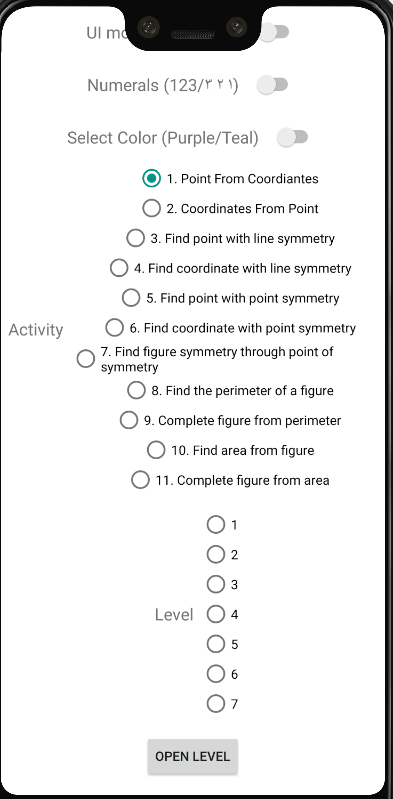 UI
Numerals (123/٣٢١)
Select Color (Purple/Teal)
1. Point From Coordiantes
2. Coordinates From Point
3. Find point with line symmetry
4. Find coordinate with line symmetry
5. Find point with point symmetry
Activity
6. Find coordinate with point symmetry
7. Find figure symmetry through point of
symmetry
8. Find the perimeter of a figure
9. Complete figure from perimeter
10. Find area from figure
11. Complete figure from area
1
2
3
Level
4
5
6
7
OPEN LEVEL